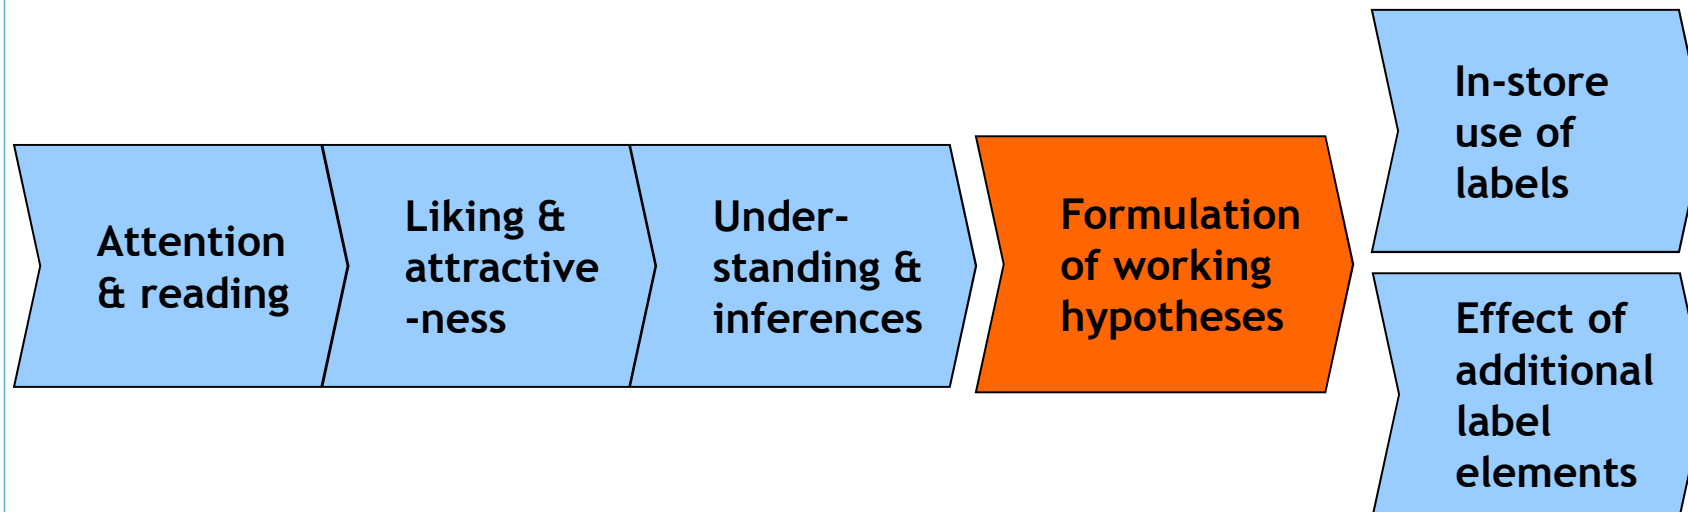 Attention
& reading
Liking &
attractive
-ness
Under-
standing &
inferences
Formulation
of working
hypotheses
In-store
use of
labels
Effect of
additional
label
elements